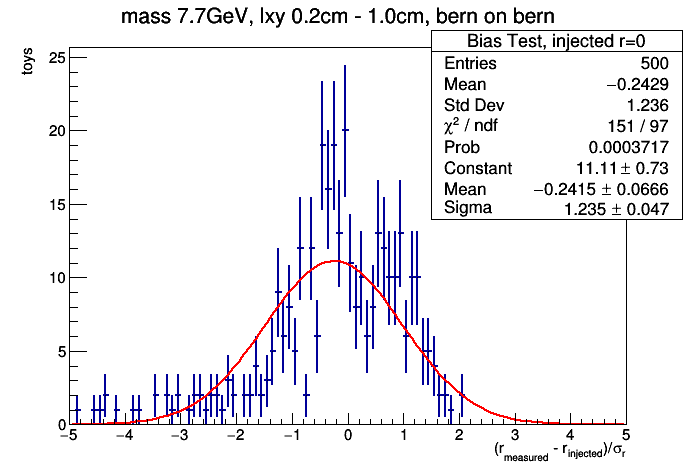 mass 7.7GeV, lxy 0.2cm - 1.0cm, bern on bern
Bias Test, injected r=0
Entries 500
Mean −0.2429
Std Dev 1.236
χ² / ndf 151 / 97
Prob 0.0003717
Constant 11.11 ± 0.73
Mean −0.2415 ± 0.0666
Sigma 1.235 ± 0.047
toys
25
20
15
10
5
0
−5 −4 −3 −2 −1 0 1 2 3 4 5
(r_measured - r_injected)/σ_r